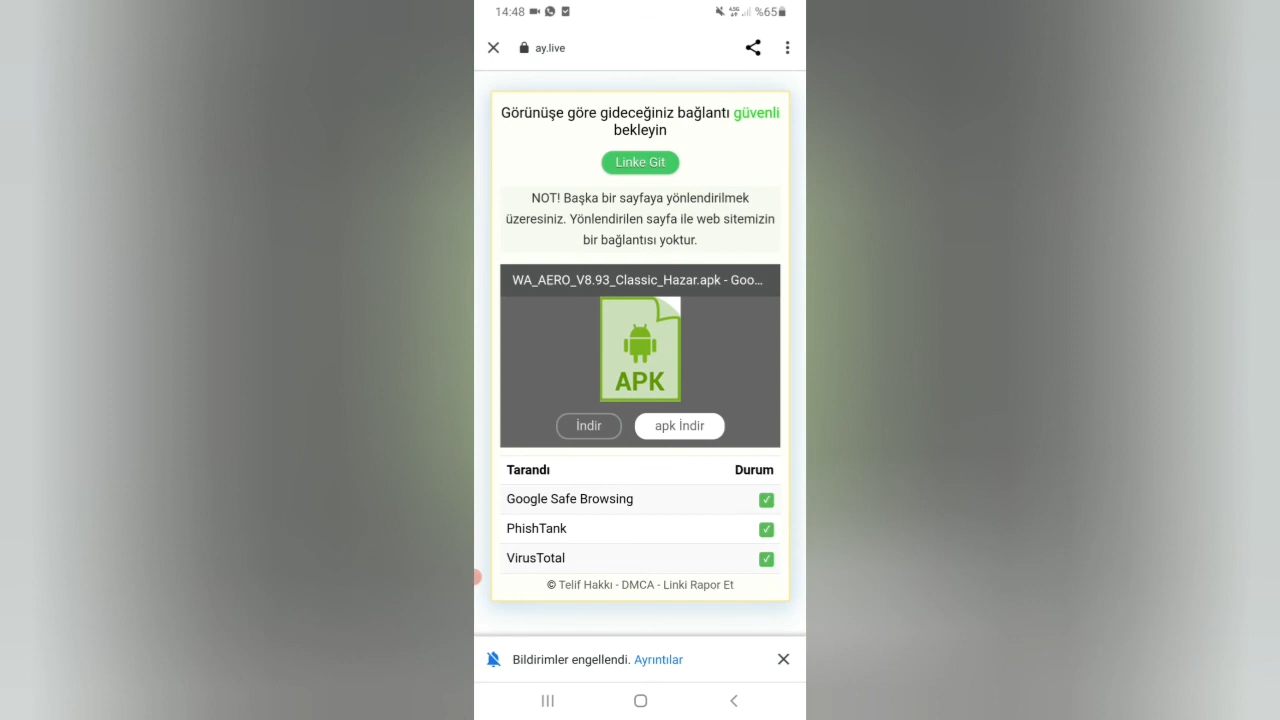 14:48 %65
ay.live
Görünüşe göre gideceğiniz bağlantı güvenli
bekleyin
Linke Git
NOT! Başka bir sayfaya yönlendirilmek
üzeresiniz. Yönlendirilen sayfa ile web sitemizin
bir bağlantısı yoktur.
WA_AERO_V8.93_Classic_Hazar.apk - Goo...
APK
İndir apk İndir
Tarandı Durum
Google Safe Browsing
PhishTank
VirusTotal
© Telif Hakkı - DMCA - Linki Rapor Et
Bildirimler engellendi. Ayrıntılar